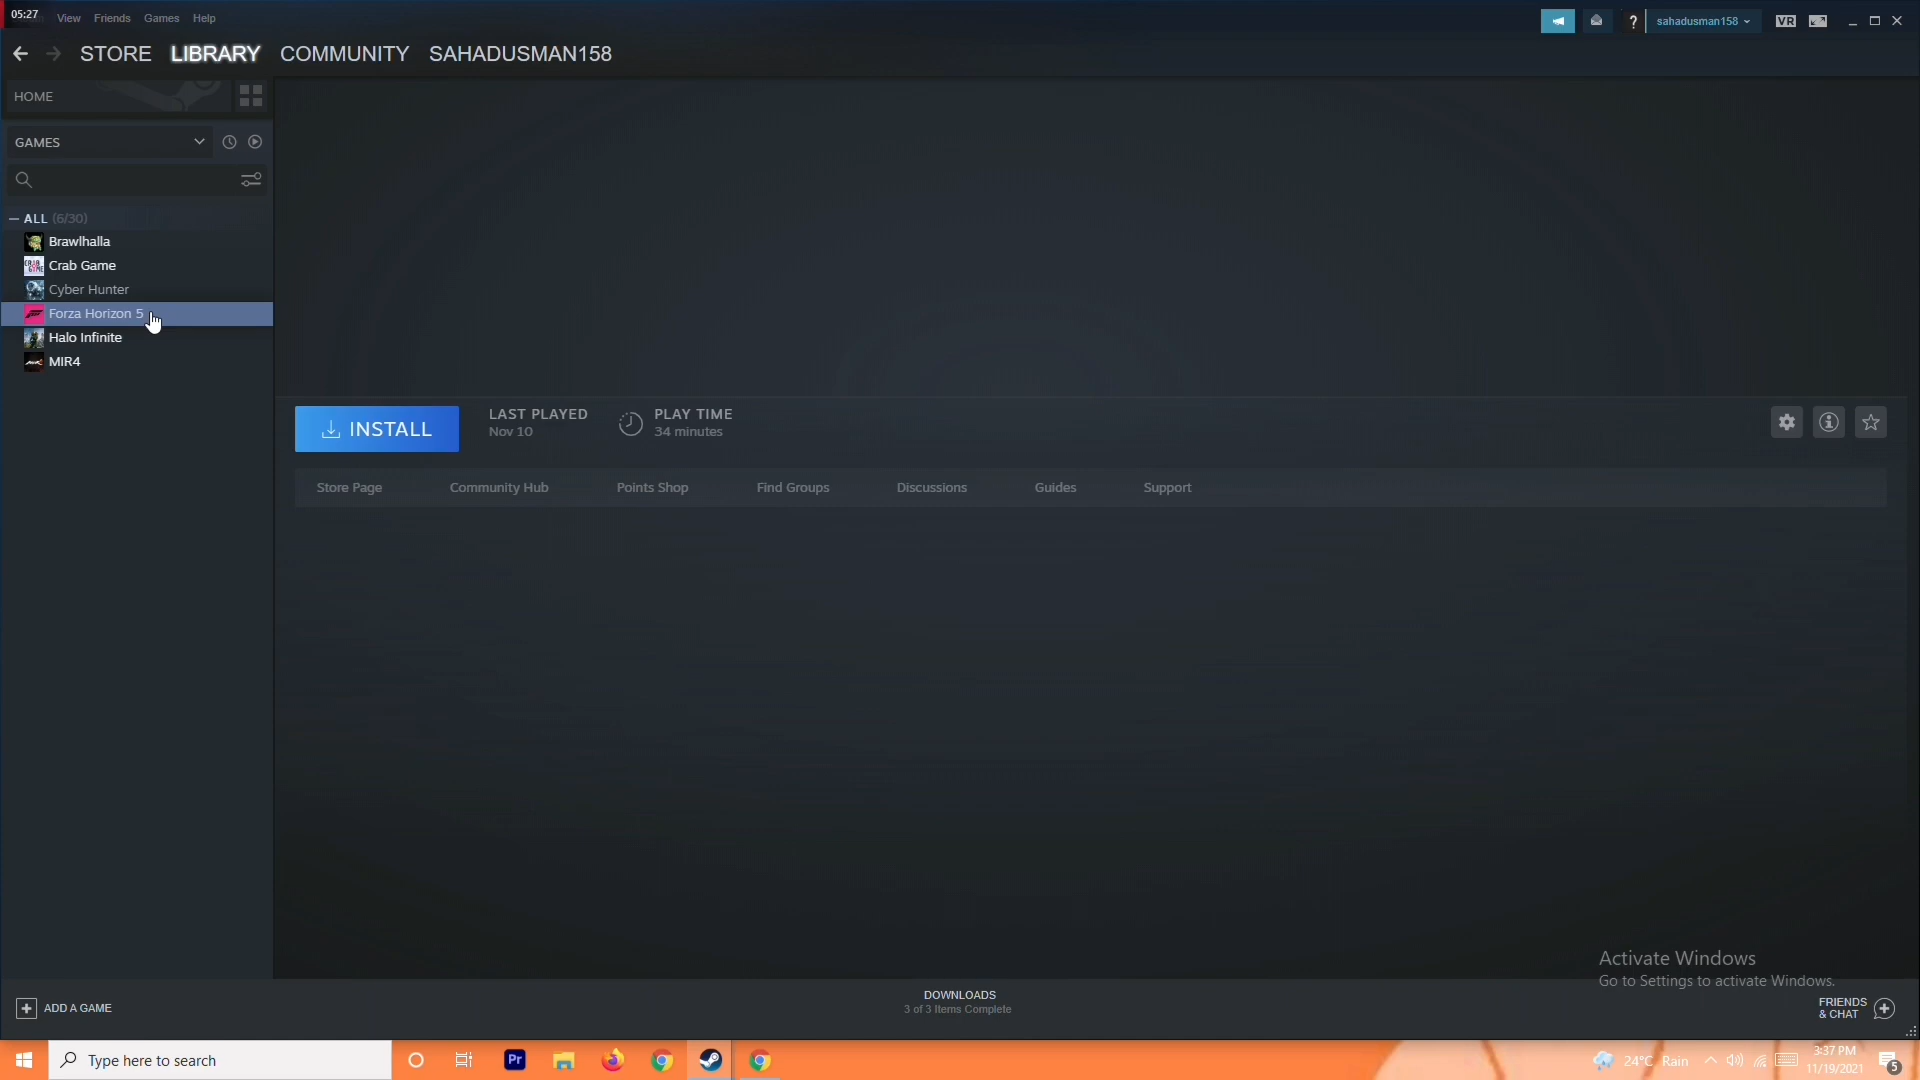 05:27
View Friends Games Help
sahadusman158
VR
STORE LIBRARY COMMUNITY SAHADUSMAN158
HOME
GAMES
ALL (6/30)
Brawlhalla
Crab Game
Cyber Hunter
Forza Horizon 5
Halo Infinite
MIR4
INSTALL
LAST PLAYED
Nov 10
PLAY TIME
34 minutes
Store Page Community Hub Points Shop Find Groups Discussions Guides Support
Activate Windows
Go to Settings to activate Windows.
ADD A GAME
DOWNLOADS
3 of 3 Items Complete
FRIENDS
& CHAT
Type here to search
Pr
24°C Rain
3:37 PM
11/19/2021
5